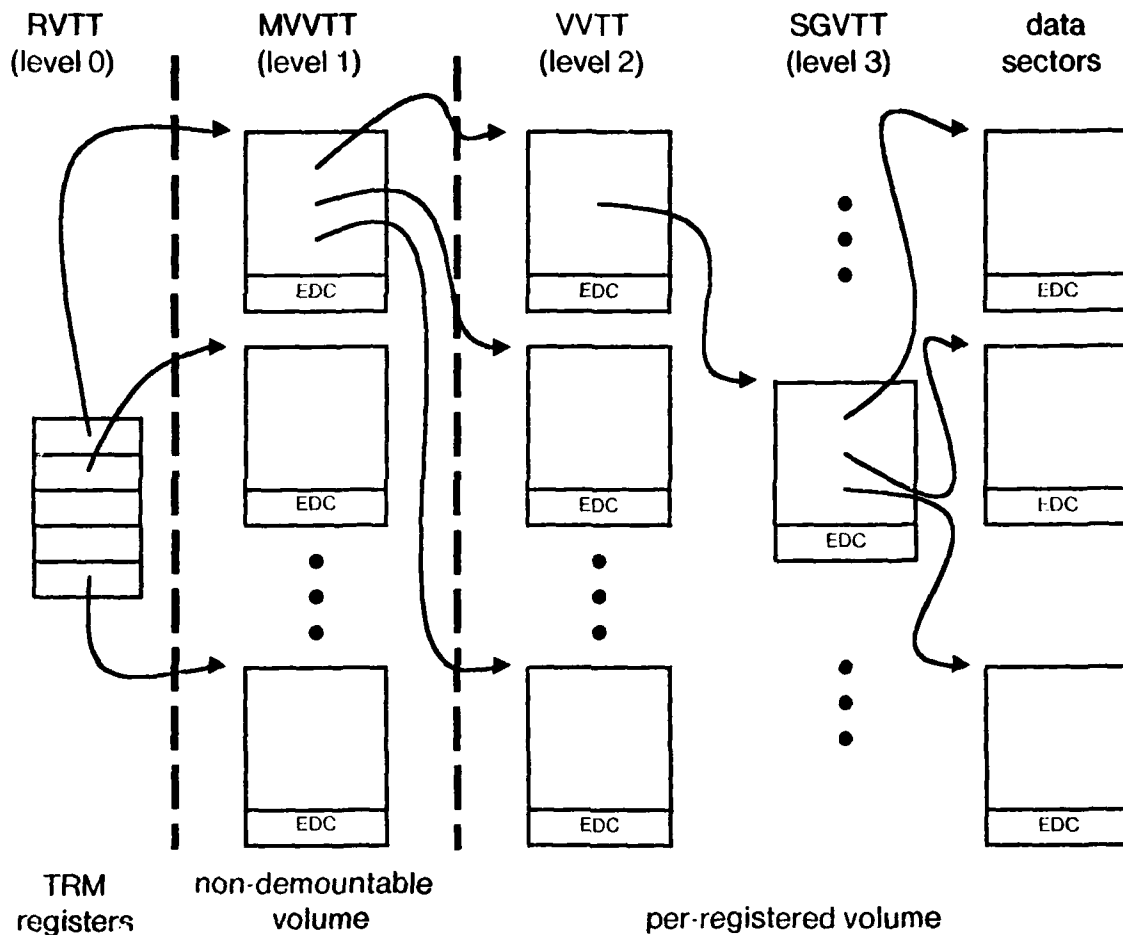 RVTT
(level 0)
MVVTT
(level 1)
VVTT
(level 2)
SGVTT
(level 3)
data
sectors
EDC
EDC
EDC
EDC
EDC
EDC
EDC
EDC
EDC
EDC
TRM
registers
non-demountable
volume
per-registered volume